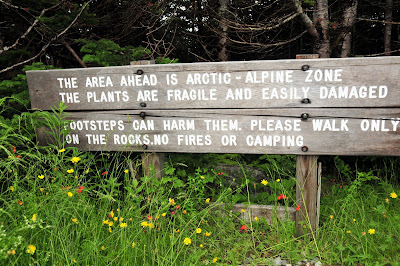 THE AREA AHEAD IS ARCTIC-ALPINE ZONE
THE PLANTS ARE FRAGILE AND EASILY DAMAGED
FOOTSTEPS CAN HARM THEM. PLEASE WALK ONLY
ON THE ROCKS. NO FIRES OR CAMPING